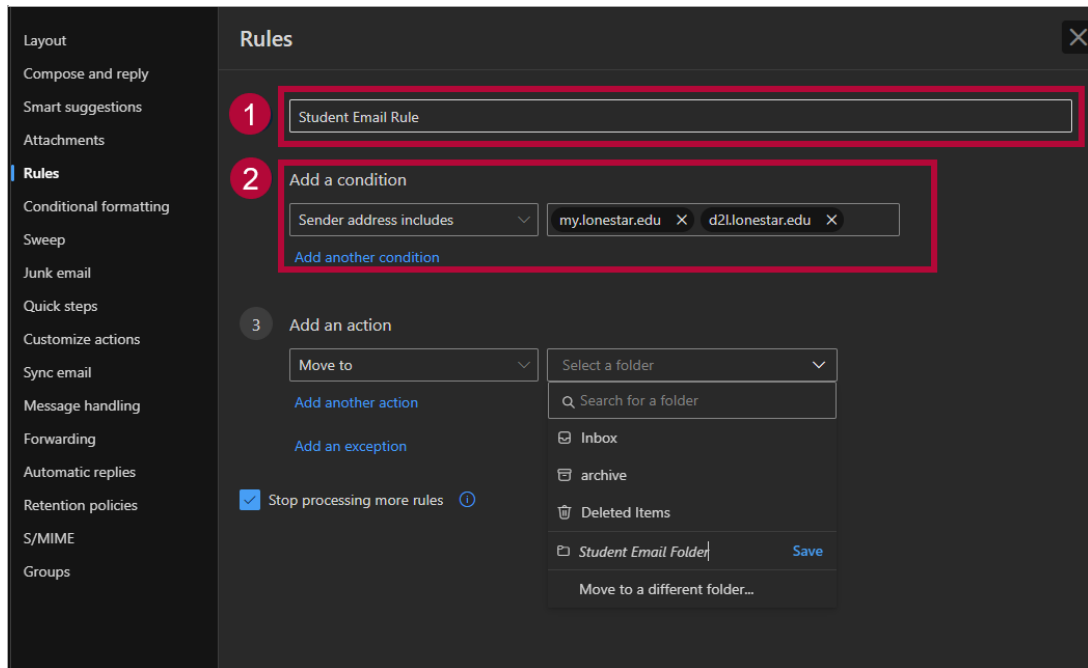 Layout
Compose and reply
Smart suggestions
Attachments
Rules
Conditional formatting
Sweep
Junk email
Quick steps
Customize actions
Sync email
Message handling
Forwarding
Automatic replies
Retention policies
S/MIME
Groups
Rules
1
Student Email Rule
2
Add a condition
Sender address includes
my.lonestar.edu
d2l.lonestar.edu
Add another condition
3
Add an action
Move to
Select a folder
Add another action
Add an exception
Stop processing more rules
Search for a folder
Inbox
archive
Deleted Items
Student Email Folder
Save
Move to a different folder...